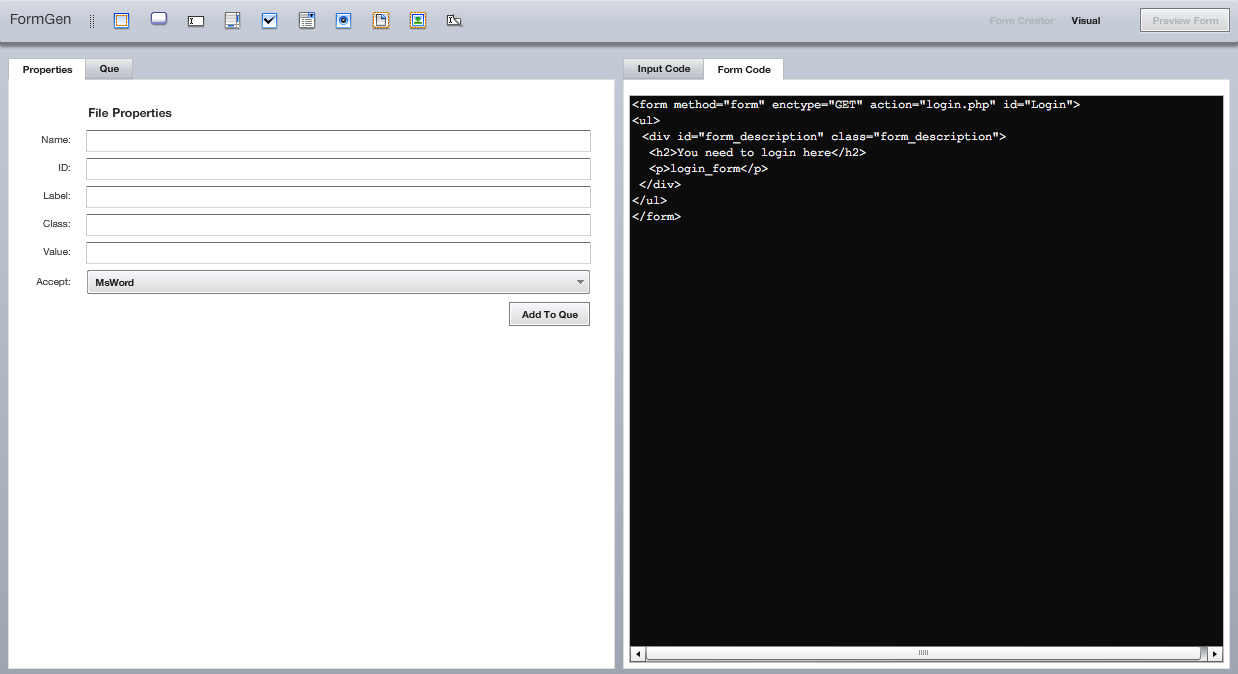 FormGen
Form Creator
Visual
Preview Form
Properties
Que
File Properties
Name:
ID:
Label:
Class:
Value:
Accept:
MsWord
Add To Que
Input Code
Form Code
<form method="form" enctype="GET" action="login.php" id="Login">
<ul>
<div id="form_description" class="form_description">
<h2>You need to login here</h2>
<p>login_form</p>
</div>
</ul>
</form>